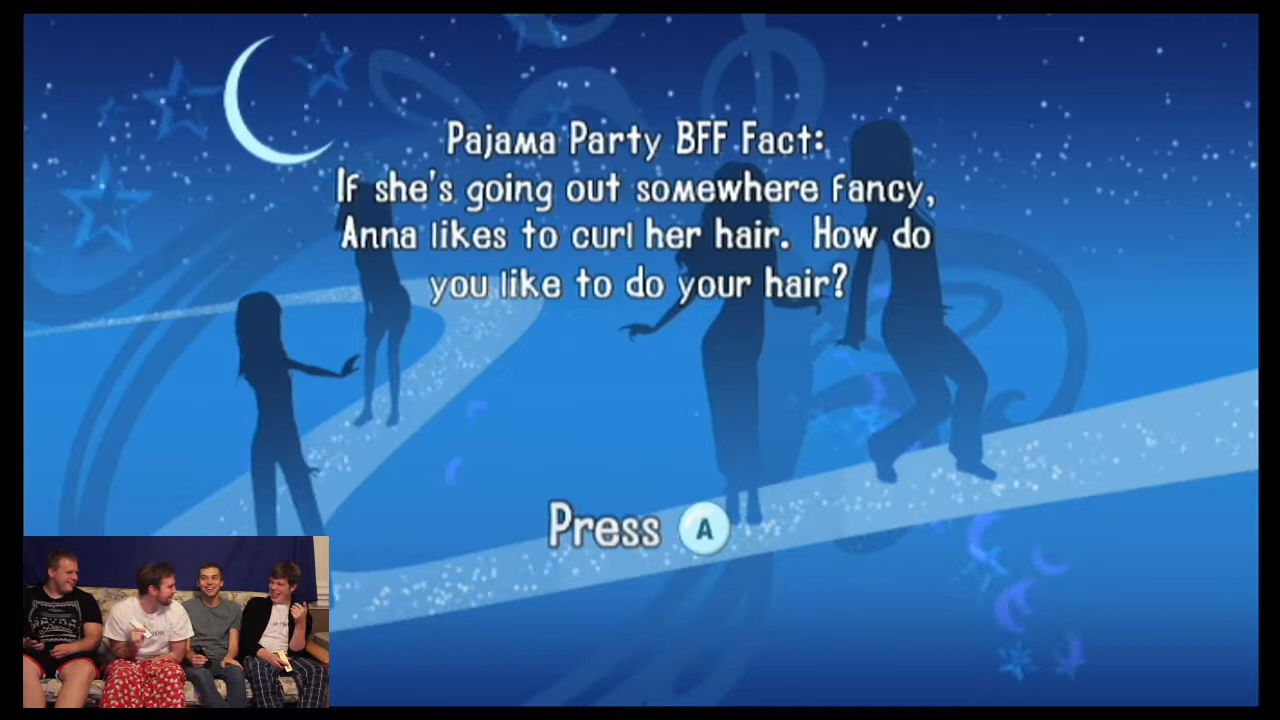 Pajama Party BFF Fact:
If she's going out somewhere fancy,
Anna likes to curl her hair. How do
you like to do your hair?
Press A